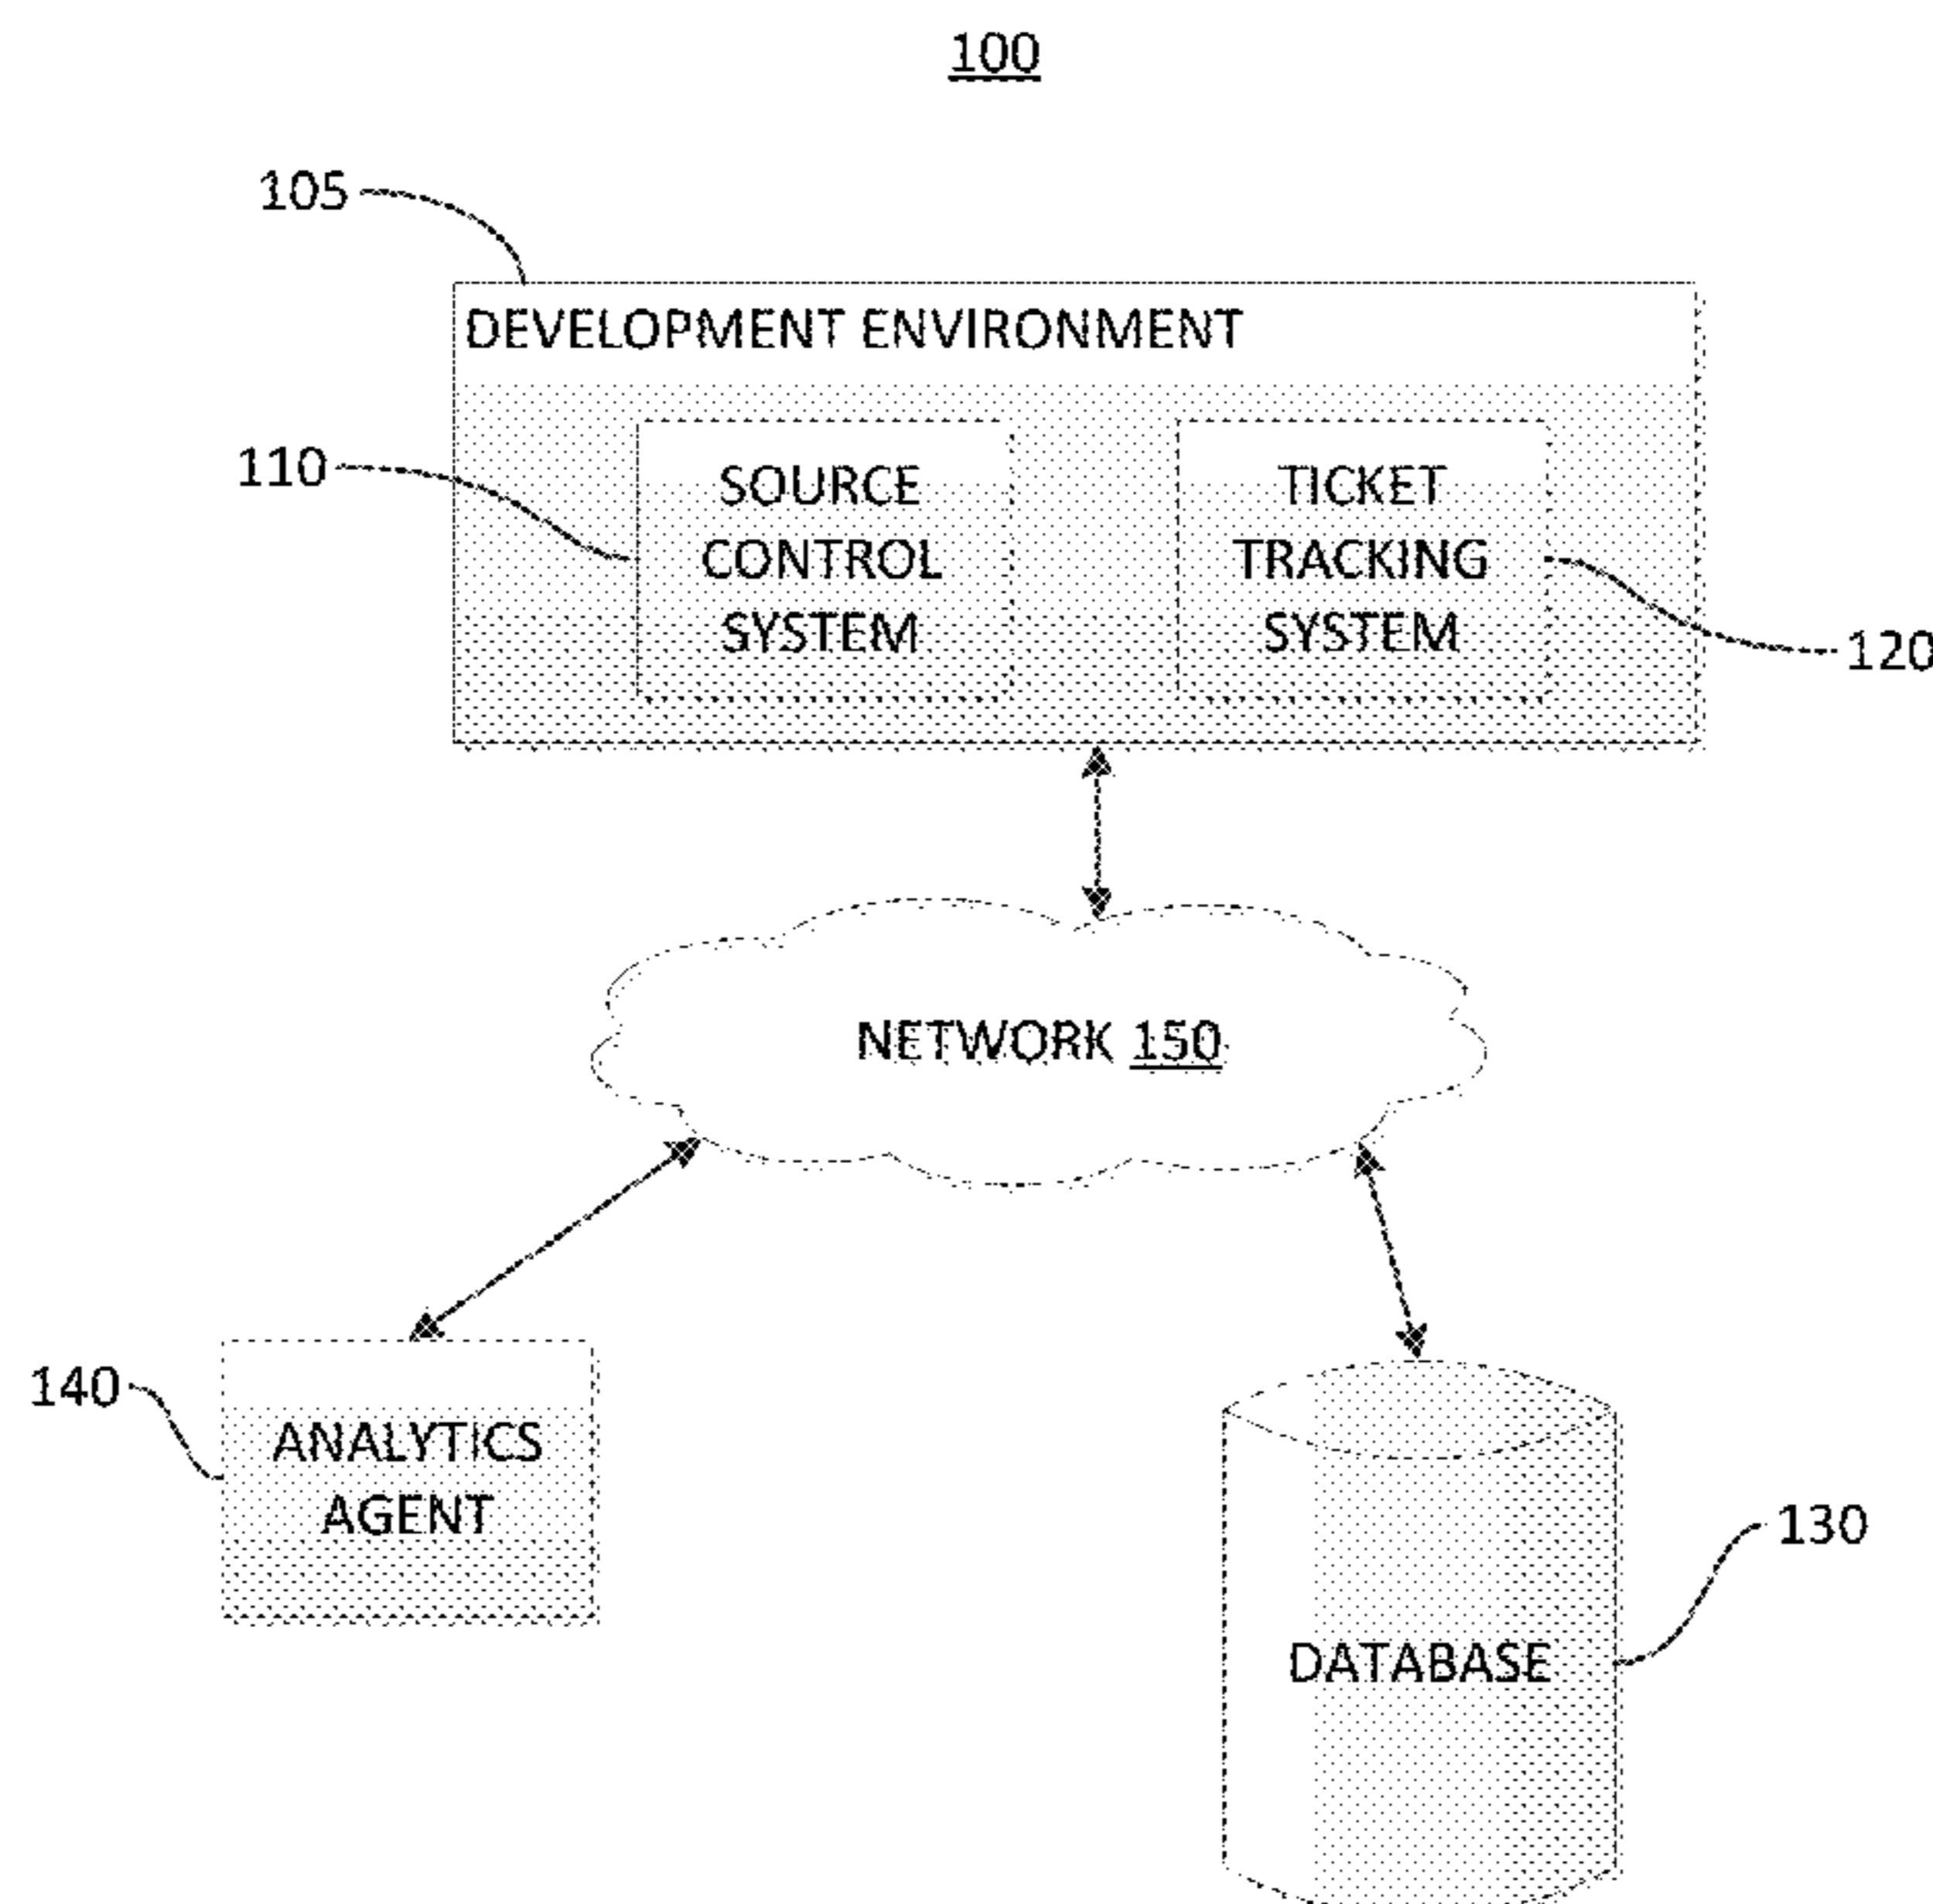 100
105
DEVELOPMENT ENVIRONMENT
110
SOURCE
CONTROL
SYSTEM
TICKET
TRACKING
SYSTEM
120
NETWORK 150
140
ANALYTICS
AGENT
130
DATABASE